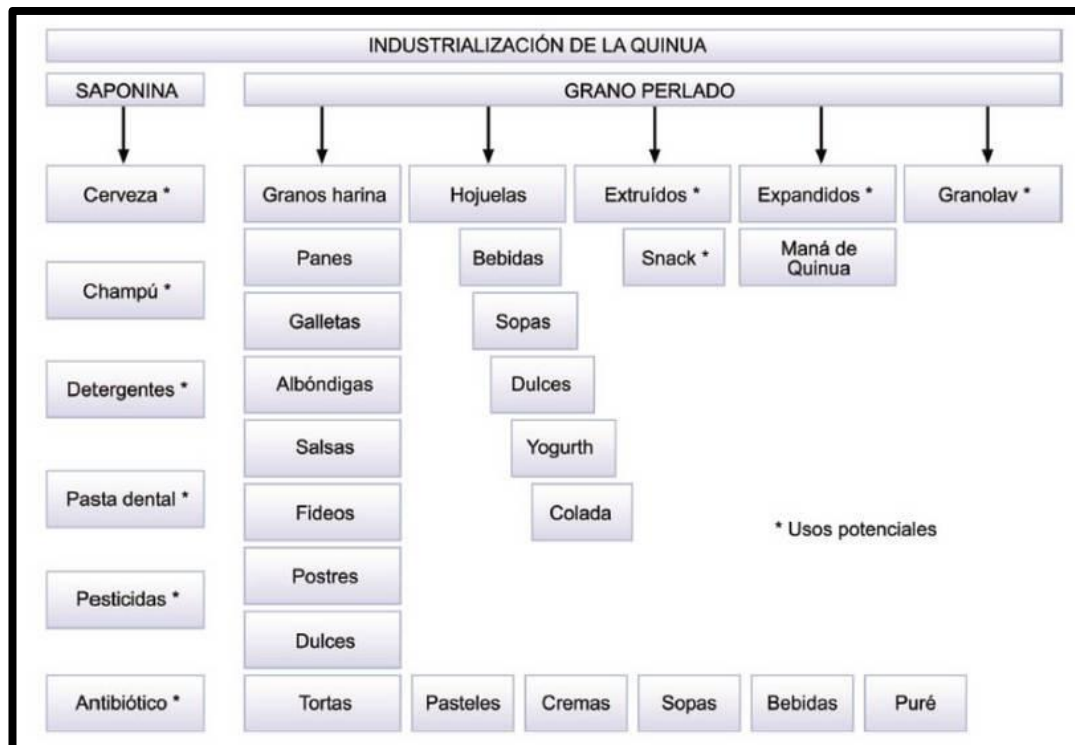 INDUSTRIALIZACIÓN DE LA QUINUA
SAPONINA
GRANO PERLADO
Cerveza *
Granos harina
Hojuelas
Extruídos *
Expandidos *
Granolav *
Panes
Bebidas
Snack *
Maná de
Quinua
Champú *
Galletas
Sopas
Detergentes *
Albóndigas
Dulces
Salsas
Yogurth
Pasta dental *
Fideos
Colada
* Usos potenciales
Postres
Pesticidas *
Dulces
Antibiótico *
Tortas
Pasteles
Cremas
Sopas
Bebidas
Puré